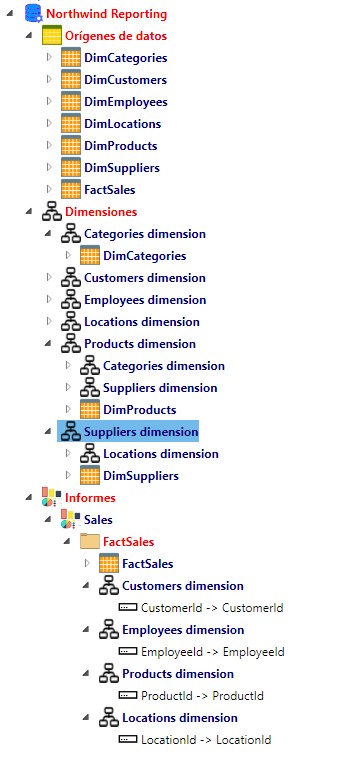 Northwind Reporting
Orígenes de datos
DimCategories
DimCustomers
DimEmployees
DimLocations
DimProducts
DimSuppliers
FactSales
Dimensiones
Categories dimension
DimCategories
Customers dimension
Employees dimension
Locations dimension
Products dimension
Categories dimension
Suppliers dimension
DimProducts
Suppliers dimension
Locations dimension
DimSuppliers
Informes
Sales
FactSales
FactSales
Customers dimension
CustomerId -> CustomerId
Employees dimension
EmployeeId -> EmployeeId
Products dimension
ProductId -> ProductId
Locations dimension
LocationId -> LocationId